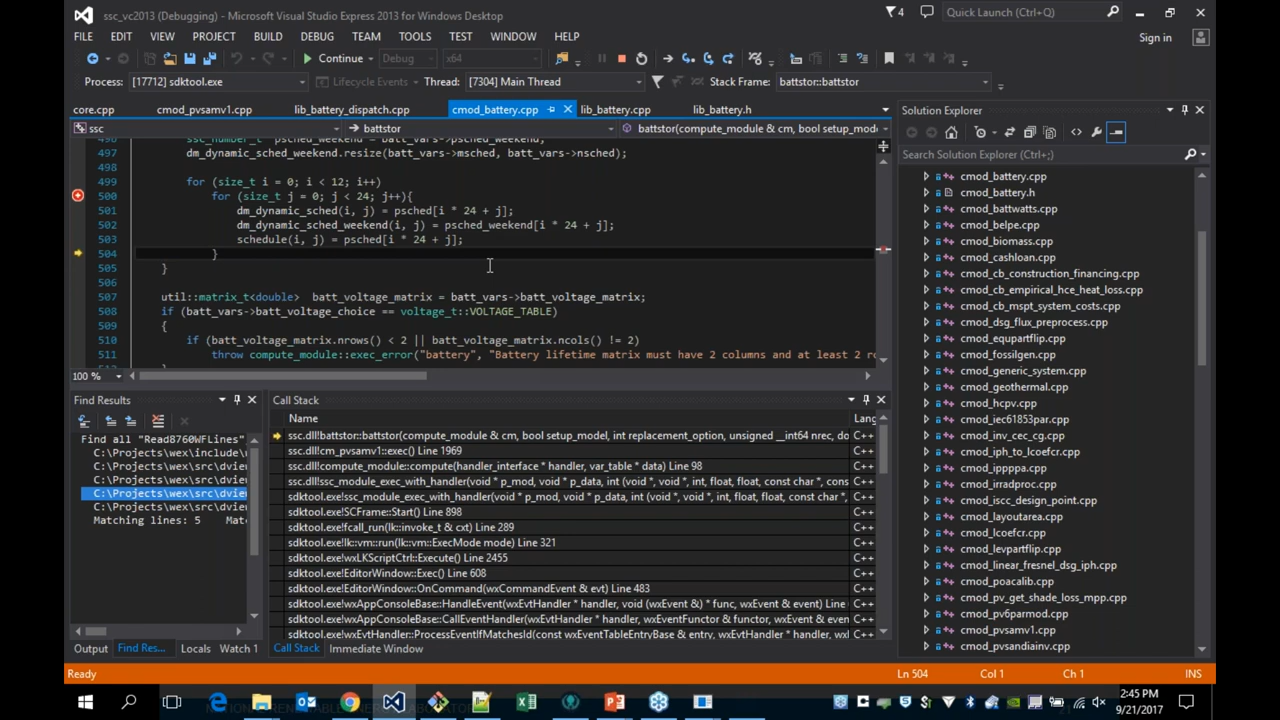 ssc_vc2013 (Debugging) - Microsoft Visual Studio Express 2013 for Windows Desktop
4
Quick Launch (Ctrl+Q)
FILE EDIT VIEW PROJECT BUILD DEBUG TEAM TOOLS TEST WINDOW HELP
Sign in
Continue Debug x64
Process: [17712] sdktool.exe Lifecycle Events Thread: [7304] Main Thread Stack Frame: battstor::battstor
core.cpp cmod_pvsamv1.cpp lib_battery_dispatch.cpp cmod_battery.cpp lib_battery.cpp lib_battery.h
ssc battstor battstor(compute_module & cm, bool setup_mode
496 ssc_number_t *psched_weekend = batt_vars->psched_weekend;
497 dm_dynamic_sched_weekend.resize(batt_vars->msched, batt_vars->nsched);
498
499 for (size_t i = 0; i < 12; i++)
500 for (size_t j = 0; j < 24; j++){
501 dm_dynamic_sched(i, j) = psched[i * 24 + j];
502 dm_dynamic_sched_weekend(i, j) = psched_weekend[i * 24 + j];
503 schedule(i, j) = psched[i * 24 + j];
504 }
505 }
506
507 util::matrix_t<double> batt_voltage_matrix = batt_vars->batt_voltage_matrix;
508 if (batt_vars->batt_voltage_choice == voltage_t::VOLTAGE_TABLE)
509 {
510 if (batt_voltage_matrix.nrows() < 2 || batt_voltage_matrix.ncols() != 2)
511 throw compute_module::exec_error("battery", "Battery lifetime matrix must have 2 columns and at least 2 ro
100 %
Find Results
Find all "Read8760WFLines"
C:\Projects\wex\include\w
C:\Projects\wex\src\dview
C:\Projects\wex\src\dview
C:\Projects\wex\src\dview
C:\Projects\wex\src\dview
Matching lines: 5 Mat
Output Find Res... Locals Watch 1
Call Stack
Name Lang
ssc.dll!battstor::battstor(compute_module & cm, bool setup_model, int replacement_option, unsigned __int64 nrec, do C++
ssc.dll!cm_pvsamv1::exec() Line 1969 C++
ssc.dll!compute_module::compute(handler_interface * handler, var_table * data) Line 98 C++
ssc.dll!ssc_module_exec_with_handler(void * p_mod, void * p_data, int (void *, void *, int, float, float, const char *, C++
sdktool.exe!ssc_module_exec_with_handler(void * p_mod, void * p_data, int (void *, void *, int, float, float, const char *, C++
sdktool.exe!SCFrame::Start() Line 898 C++
sdktool.exe!fcall_run(lk::invoke_t & cxt) Line 289 C++
sdktool.exe!lk::vm::run(lk::vm::ExecMode mode) Line 321 C++
sdktool.exe!wxLKScriptCtrl::Execute() Line 2455 C++
sdktool.exe!EditorWindow::Exec() Line 608 C++
sdktool.exe!EditorWindow::OnCommand(wxCommandEvent & evt) Line 483 C++
sdktool.exe!wxAppConsoleBase::HandleEvent(wxEvtHandler * handler, void (wxEvent &) * func, wxEvent & event) Line C++
sdktool.exe!wxAppConsoleBase::CallEventHandler(wxEvtHandler * handler, wxEventFunctor & functor, wxEvent & event C++
sdktool.exe!wxEvtHandler::ProcessEventIfMatchesId(const wxEventTableEntryBase & entry, wxEvtHandler * handler, wxE C++
Call Stack Immediate Window
Solution Explorer
Search Solution Explorer (Ctrl+;)
cmod_battery.cpp
cmod_battery.h
cmod_battwatts.cpp
cmod_belpe.cpp
cmod_biomass.cpp
cmod_cashloan.cpp
cmod_cb_construction_financing.cpp
cmod_cb_empirical_hce_heat_loss.cpp
cmod_cb_mspt_system_costs.cpp
cmod_dsg_flux_preprocess.cpp
cmod_equpartflip.cpp
cmod_fossilgen.cpp
cmod_generic_system.cpp
cmod_geothermal.cpp
cmod_hcpv.cpp
cmod_iec61853par.cpp
cmod_inv_cec_cg.cpp
cmod_iph_to_lcoefcr.cpp
cmod_ippppa.cpp
cmod_irradproc.cpp
cmod_iscc_design_point.cpp
cmod_layoutarea.cpp
cmod_lcoefcr.cpp
cmod_levpartflip.cpp
cmod_linear_fresnel_dsg_iph.cpp
cmod_poacalib.cpp
cmod_pv_get_shade_loss_mpp.cpp
cmod_pv6parmod.cpp
cmod_pvsamv1.cpp
cmod_pvsandiainv.cpp
Ready Ln 504 Col 1 Ch 1 INS
2:45 PM
9/21/2017